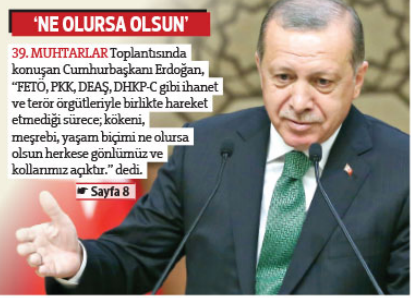 'NE OLURSA OLSUN'
39. MUHTARLAR Toplantısında
konuşan Cumhurbaşkanı Erdoğan,
"FETÖ, PKK, DEAŞ, DHKP-C gibi ihanet
ve terör örgütleriyle birlikte hareket
etmediği sürece; kökeni,
meşrebi, yaşam biçimi ne olursa
olsun herkese gönlümüz ve
kollarımız açıktır." dedi.
☛ Sayfa 8